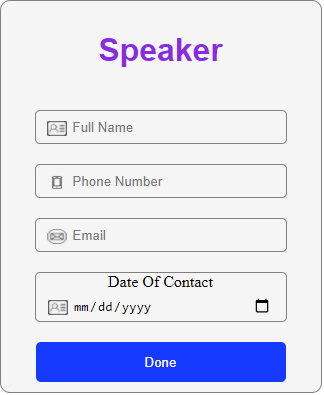 Speaker
Full Name
Phone Number
Email
Date Of Contact
mm/dd/yyyy
Done